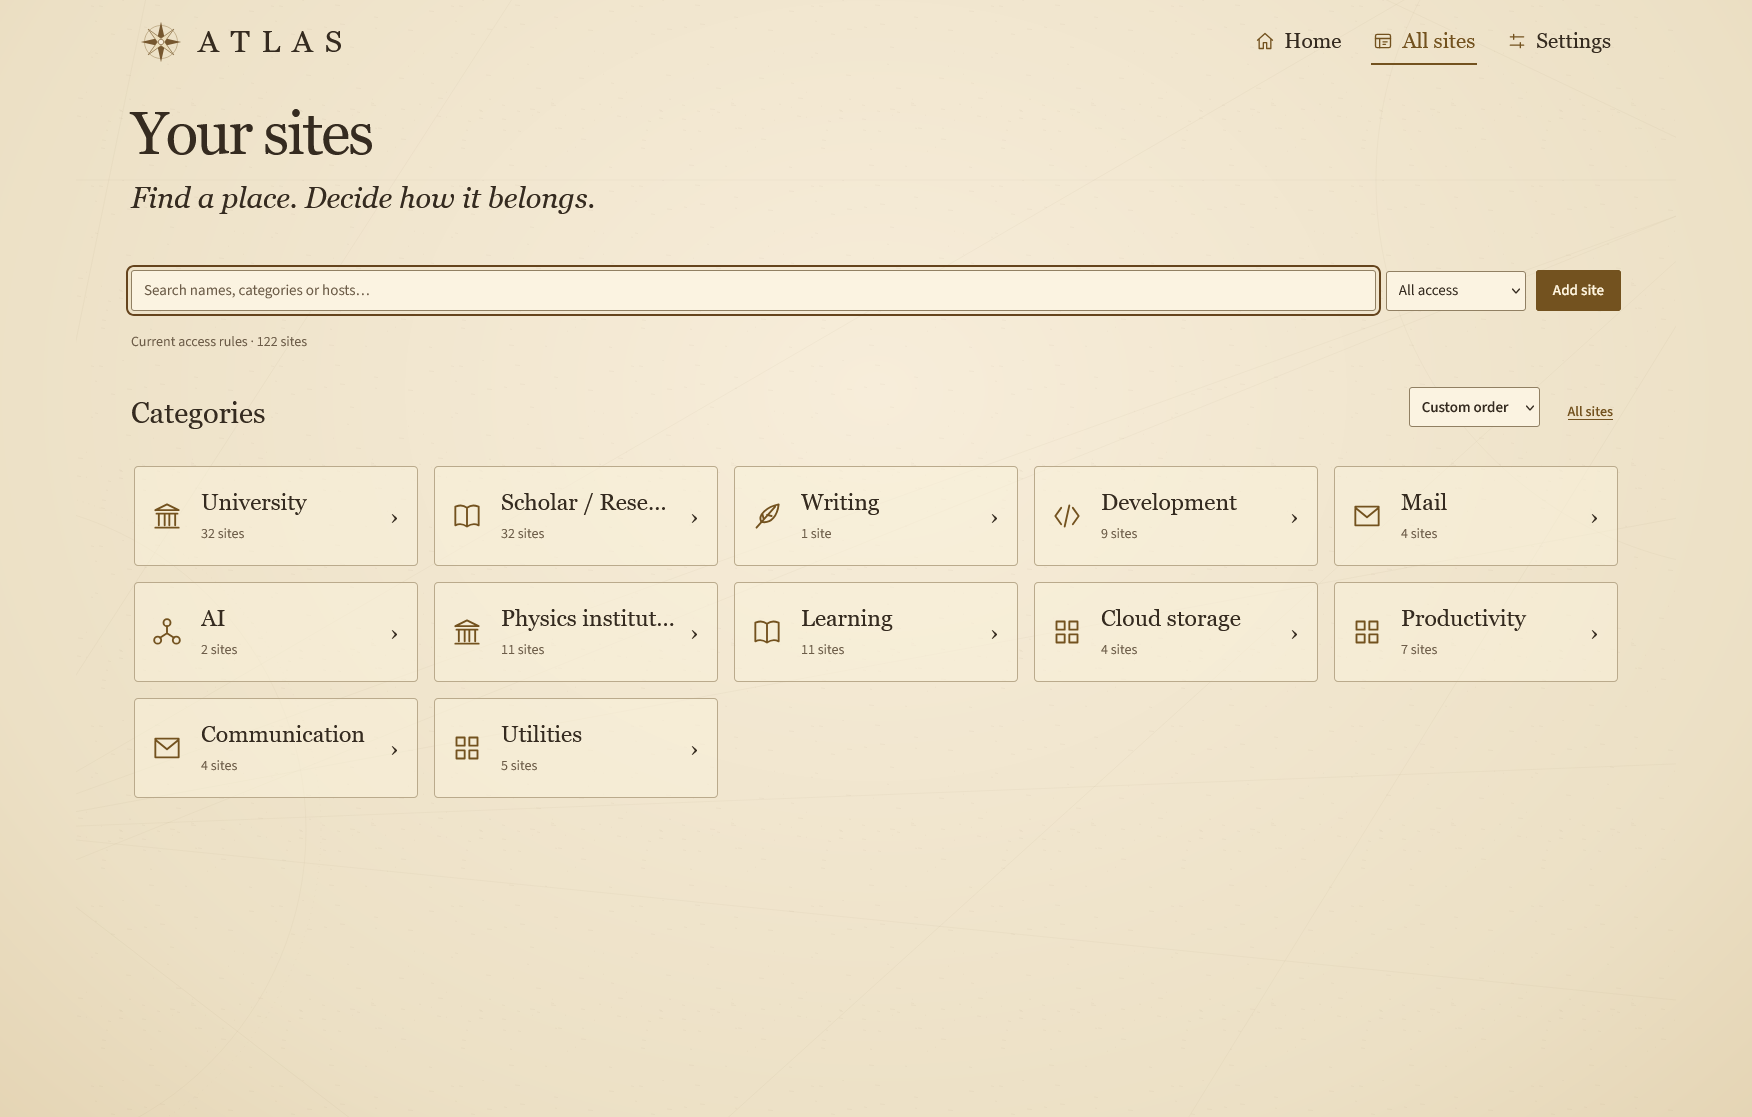 ATLAS
Home
All sites
Settings
Your sites
Find a place. Decide how it belongs.
Search names, categories or hosts…
All access
Add site
Current access rules · 122 sites
Categories
Custom order
All sites
University
32 sites
Scholar / Rese…
32 sites
Writing
1 site
Development
9 sites
Mail
4 sites
AI
2 sites
Physics institut…
11 sites
Learning
11 sites
Cloud storage
4 sites
Productivity
7 sites
Communication
4 sites
Utilities
5 sites